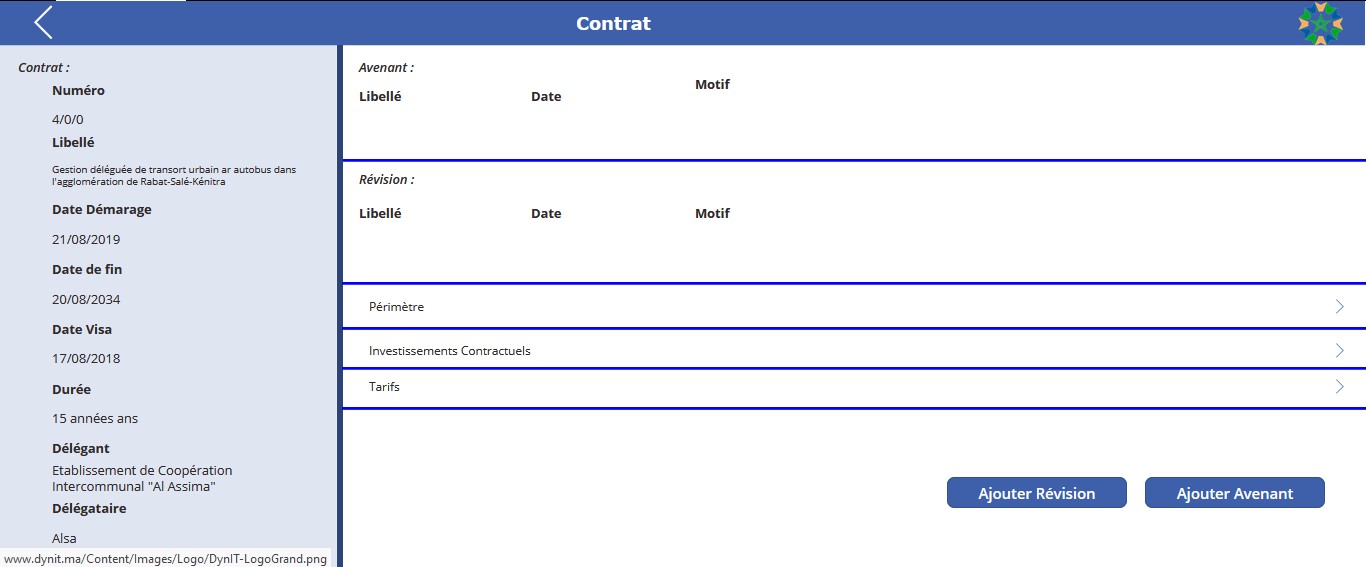 Contrat
Contrat :
Numéro
4/0/0
Libellé
Gestion déléguée de transort urbain ar autobus dans
l'agglomération de Rabat-Salé-Kénitra
Date Démarage
21/08/2019
Date de fin
20/08/2034
Date Visa
17/08/2018
Durée
15 années ans
Délégant
Etablissement de Coopération
Intercommunal "Al Assima"
Délégataire
Alsa
www.dynit.ma/Content/Images/Logo/DynIT-LogoGrand.png
Avenant :
Libellé Date Motif
Révision :
Libellé Date Motif
Périmètre
Investissements Contractuels
Tarifs
Ajouter Révision Ajouter Avenant